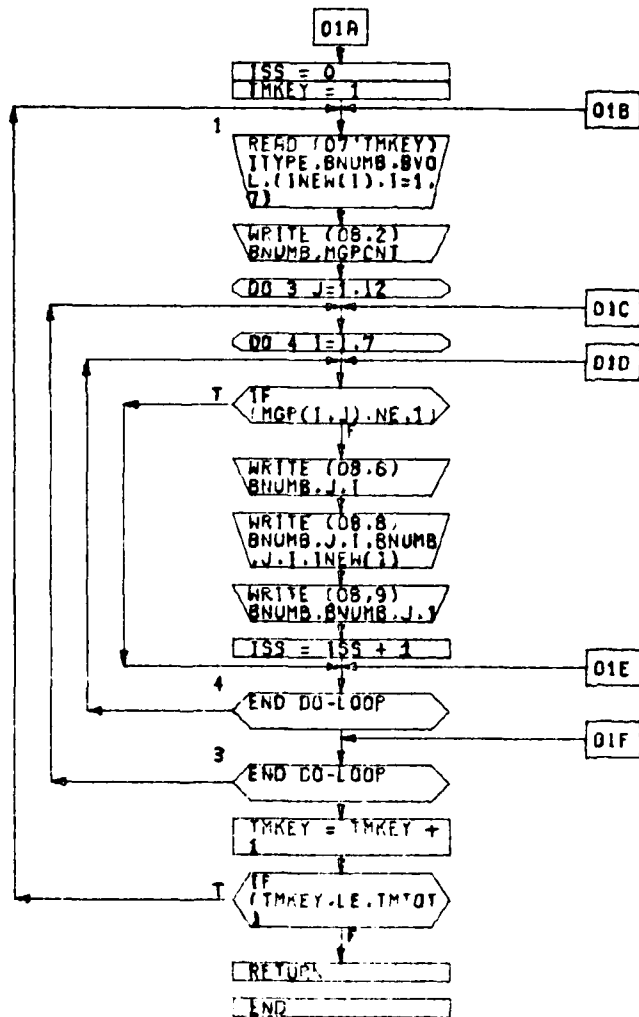 01A
ISS = 0
TMKEY = 1
01B
1
READ (07'TMKEY)
ITYPE.BNUMB.BVO
L.(INEW(I).I=1.
7)
WRITE (08.2)
BNUMB.MGPCNT
DO 3 J=1.12
01C
DO 4 I=1.7
01D
T
IF
(MGP(I.J).NE.1)
F
WRITE (08.6)
BNUMB.J.I
WRITE (08.8)
BNUMB.J.I.BNUMB
.J.I.INEW(I)
WRITE (08.9)
BNUMB.BNUMB.J.I
ISS = ISS + 1
01E
4
END DO-LOOP
01F
3
END DO-LOOP
TMKEY = TMKEY +
1
T
IF
(TMKEY.LE.TMTOT
)
F
RETURN
END